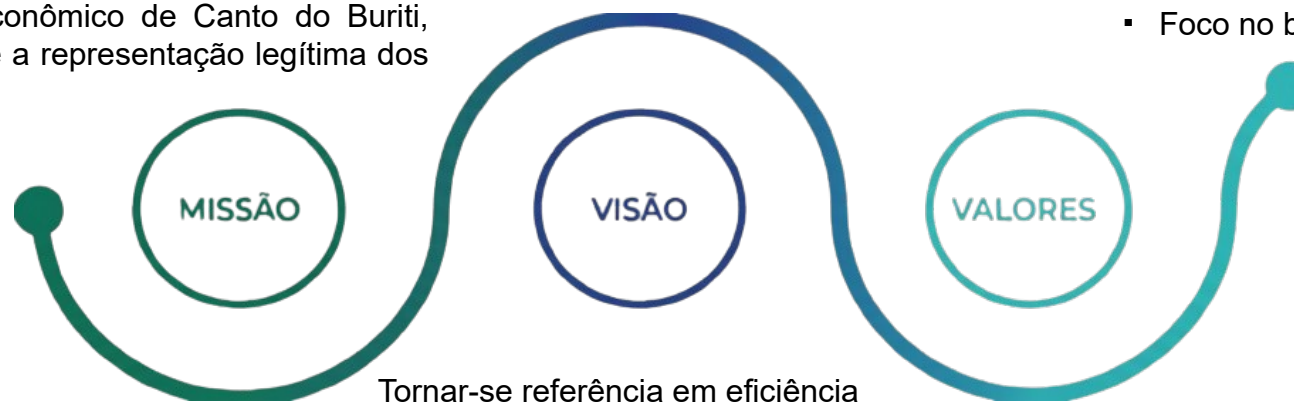 conômico de Canto do Buriti,
a representação legítima dos
▪ Foco no b
MISSÃO
VISÃO
VALORES
Tornar-se referência em eficiência